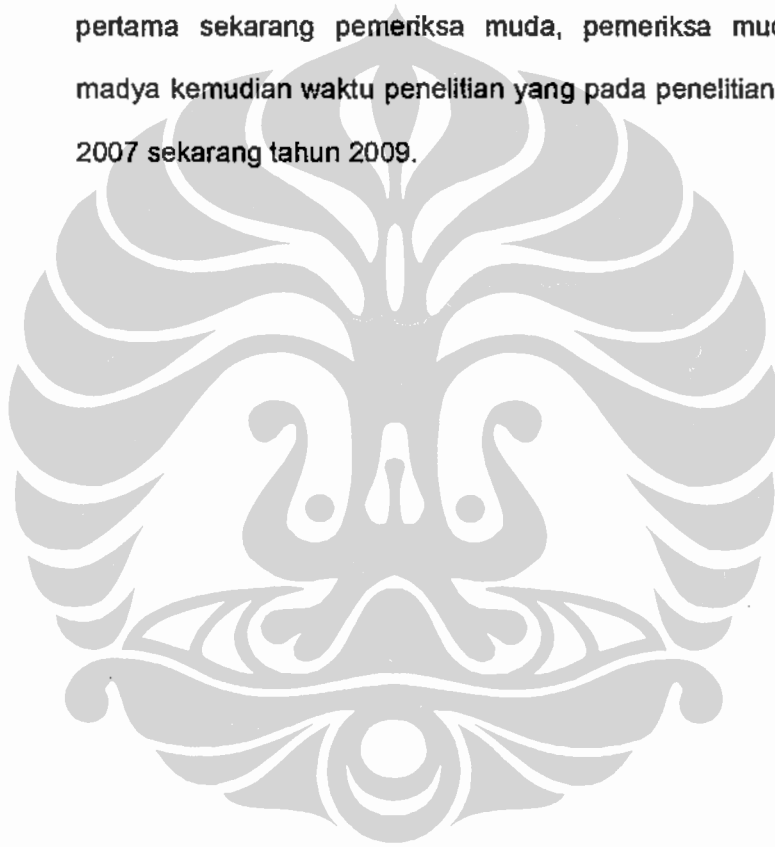 pertama sekarang pemeriksa muda, pemeriksa
madya kemudian waktu penelitian yang pada penelitian
2007 sekarang tahun 2009.